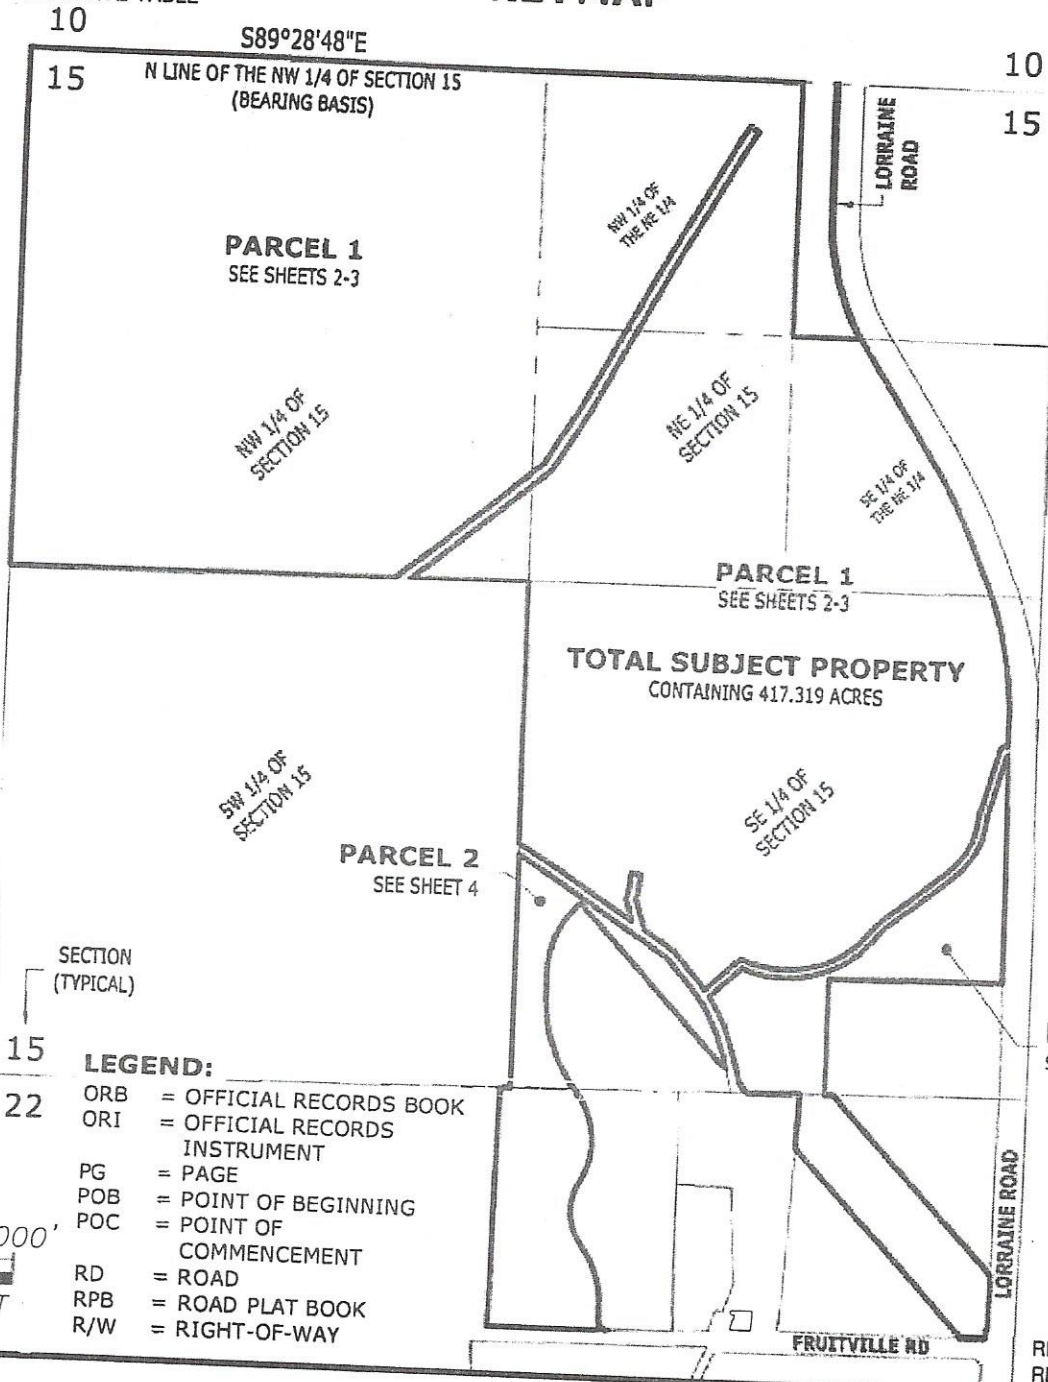 10
S89°28'48"E
15
N LINE OF THE NW 1/4 OF SECTION 15
(BEARING BASIS)
10
15
LORRAINE
ROAD
NW 1/4 OF
THE NE 1/4
PARCEL 1
SEE SHEETS 2-3
NW 1/4 OF
SECTION 15
NE 1/4 OF
SECTION 15
SE 1/4 OF
THE NE 1/4
PARCEL 1
SEE SHEETS 2-3
TOTAL SUBJECT PROPERTY
CONTAINING 417.319 ACRES
SW 1/4 OF
SECTION 15
SE 1/4 OF
SECTION 15
PARCEL 2
SEE SHEET 4
SECTION
(TYPICAL)
15
22
LEGEND:
ORB = OFFICIAL RECORDS BOOK
ORI = OFFICIAL RECORDS
INSTRUMENT
PG = PAGE
POB = POINT OF BEGINNING
POC = POINT OF
COMMENCEMENT
RD = ROAD
RPB = ROAD PLAT BOOK
R/W = RIGHT-OF-WAY
LORRAINE ROAD
FRUITVILLE RD